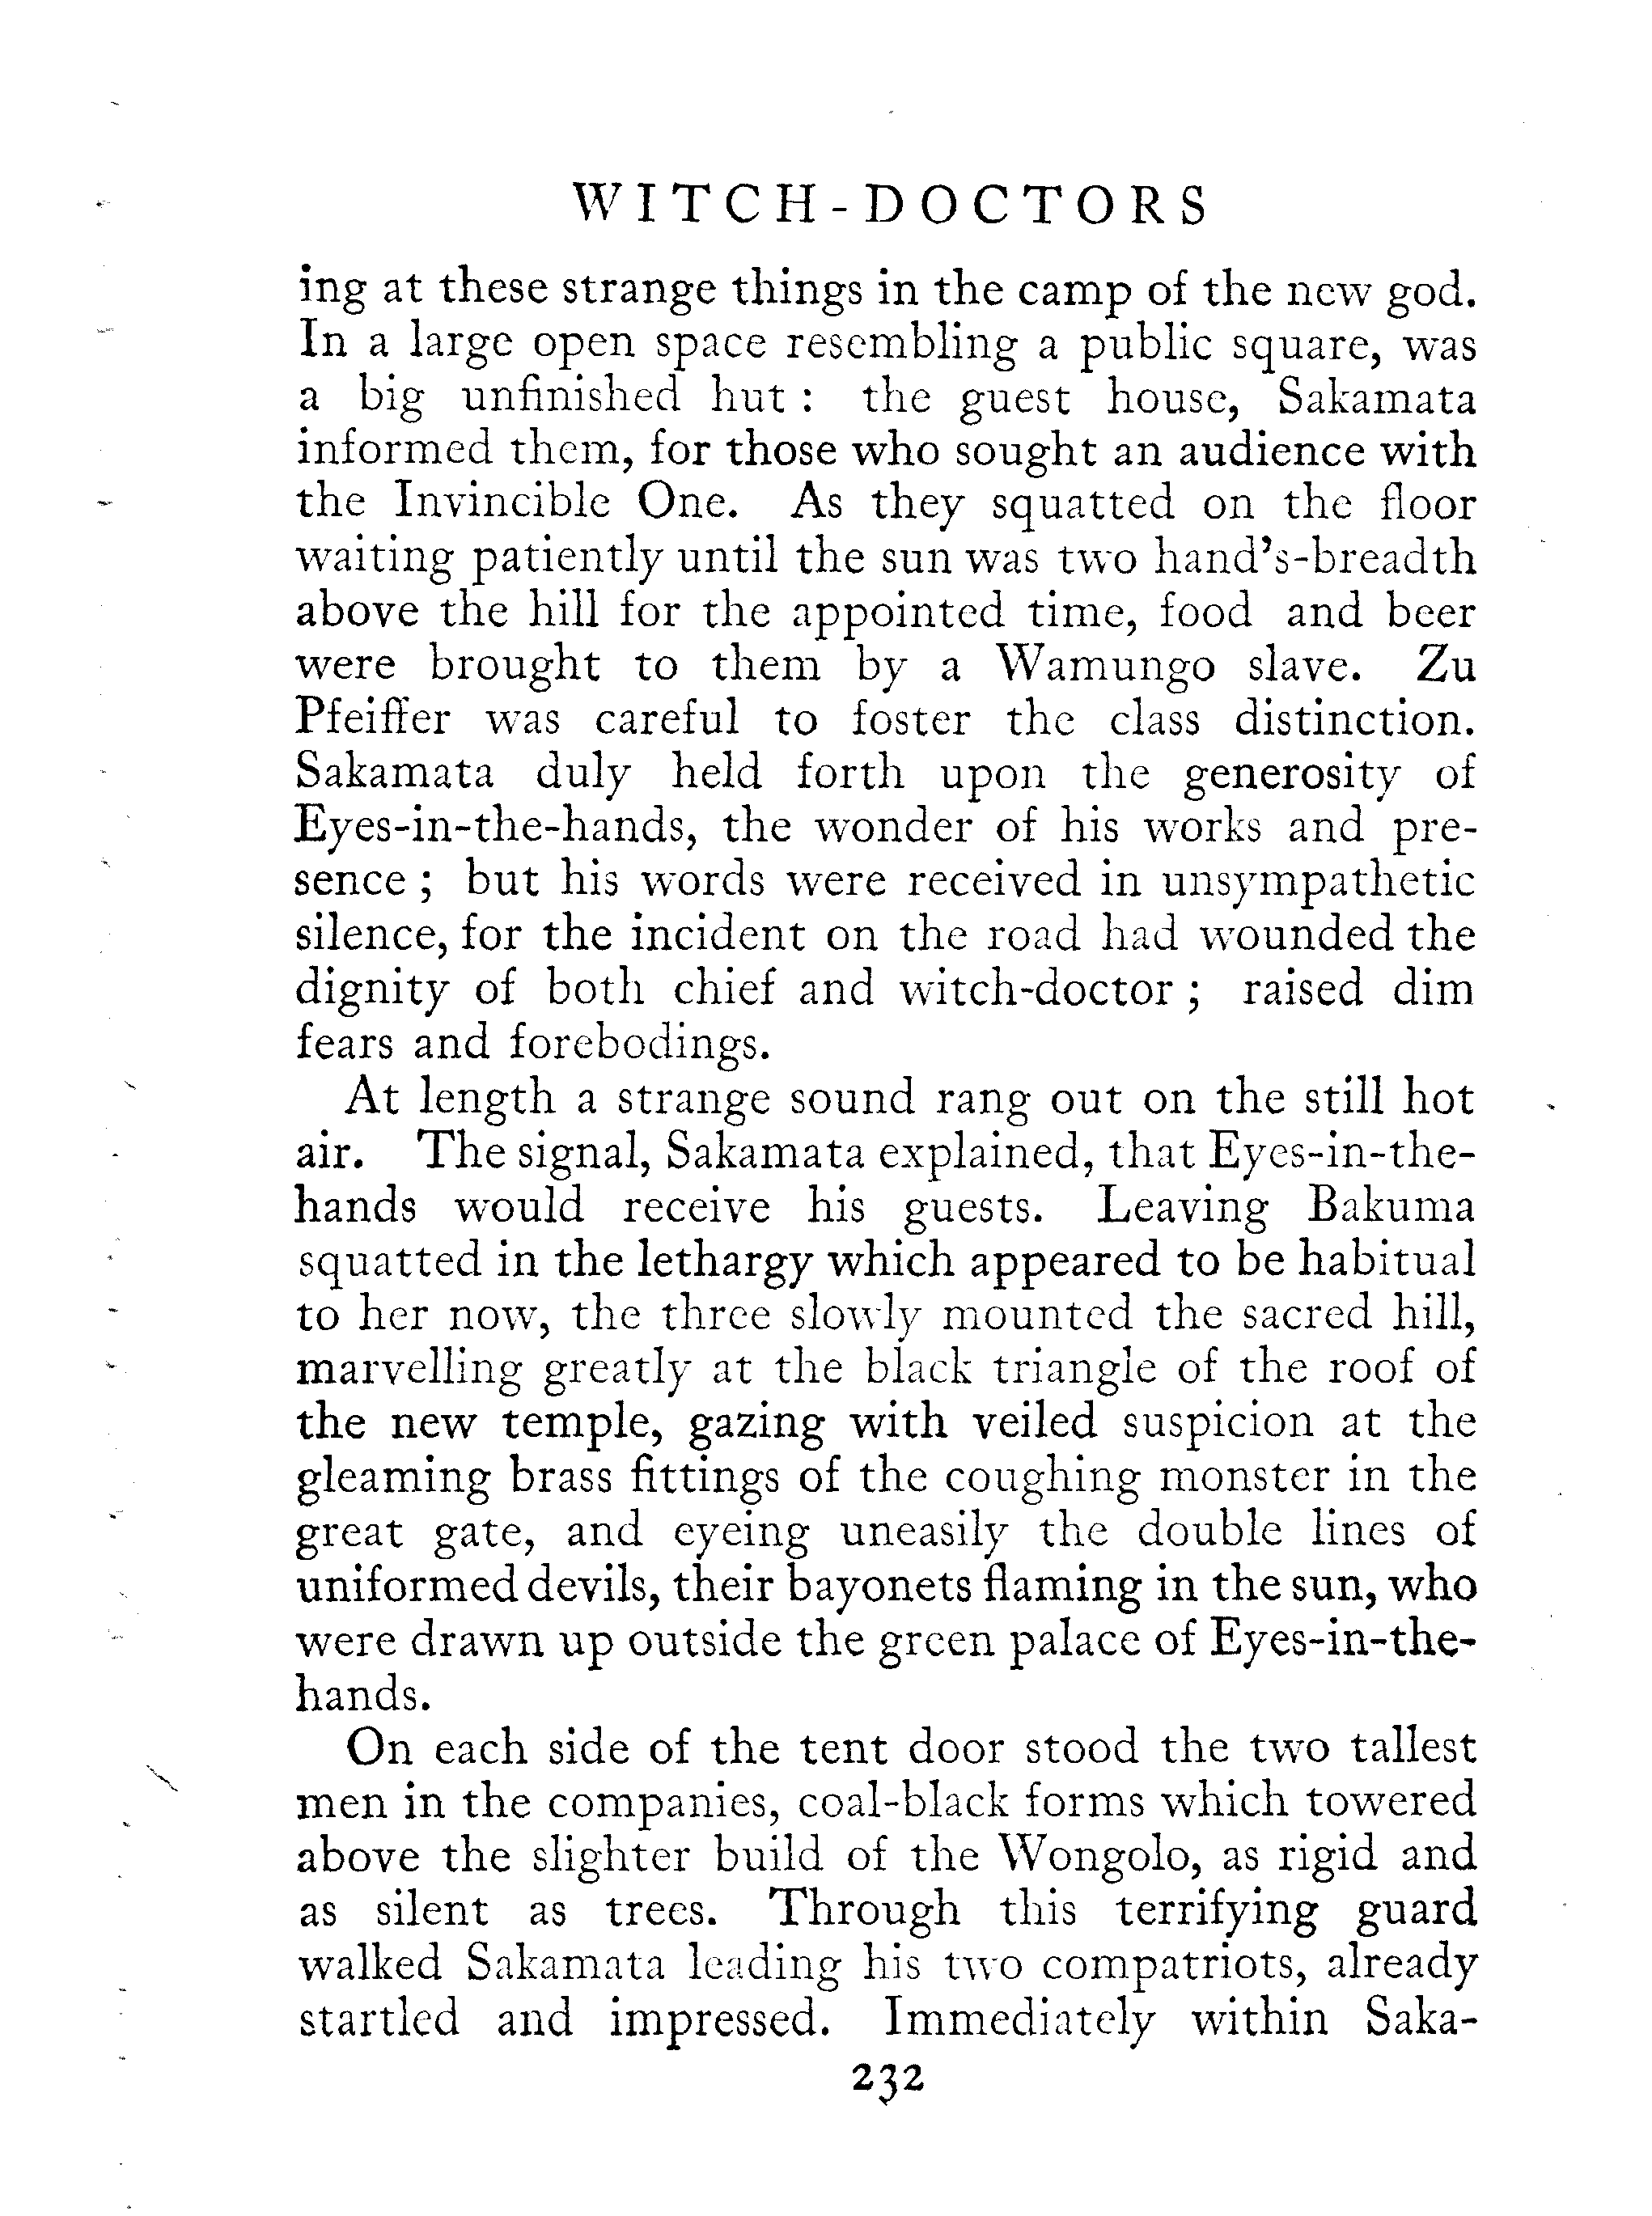 WITCH-DOCTORS
ing at these strange things in the camp of the new god.
In a large open space resembling a public square, was
a big unfinished hut : the guest house, Sakamata
informed them, for those who sought an audience with
the Invincible One. As they squatted on the floor
waiting patiently until the sun was two hand's-breadth
above the hill for the appointed time, food and beer
were brought to them by a Wamungo slave. Zu
Pfeiffer was careful to foster the class distinction.
Sakamata duly held forth upon the generosity of
Eyes-in-the-hands, the wonder of his works and pre-
sence ; but his words were received in unsympathetic
silence, for the incident on the road had wounded the
dignity of both chief and witch-doctor ; raised dim
fears and forebodings.
At length a strange sound rang out on the still hot
air. The signal, Sakamata explained, that Eyes-in-the-
hands would receive his guests. Leaving Bakuma
squatted in the lethargy which appeared to be habitual
to her now, the three slowly mounted the sacred hill,
marvelling greatly at the black triangle of the roof of
the new temple, gazing with veiled suspicion at the
gleaming brass fittings of the coughing monster in the
great gate, and eyeing uneasily the double lines of
uniformed devils, their bayonets flaming in the sun, who
were drawn up outside the green palace of Eyes-in-the-
hands.
On each side of the tent door stood the two tallest
men in the companies, coal-black forms which towered
above the slighter build of the Wongolo, as rigid and
as silent as trees. Through this terrifying guard
walked Sakamata leading his two compatriots, already
startled and impressed. Immediately within Saka-
232